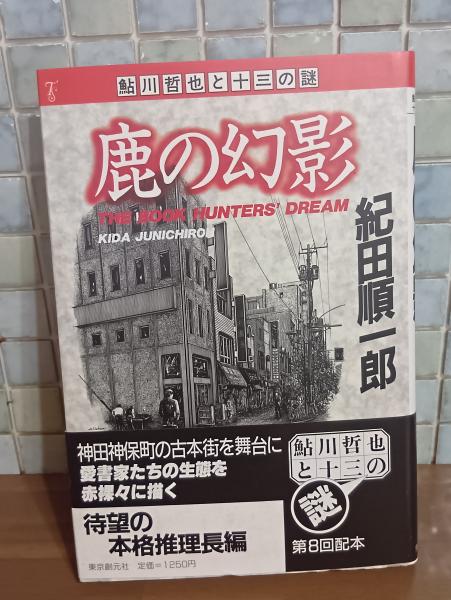 鮎川哲也と十三の謎
鹿の幻影
THE BOOK HUNTERS' DREAM
KIDA JUNICHIRO
紀田順一郎
神田神保町の古本街を舞台に
愛書家たちの生態を
赤裸々に描く
待望の
本格推理長編
東京創元社 定価=1250円
鮎川哲也
と十三の
謎
第8回配本